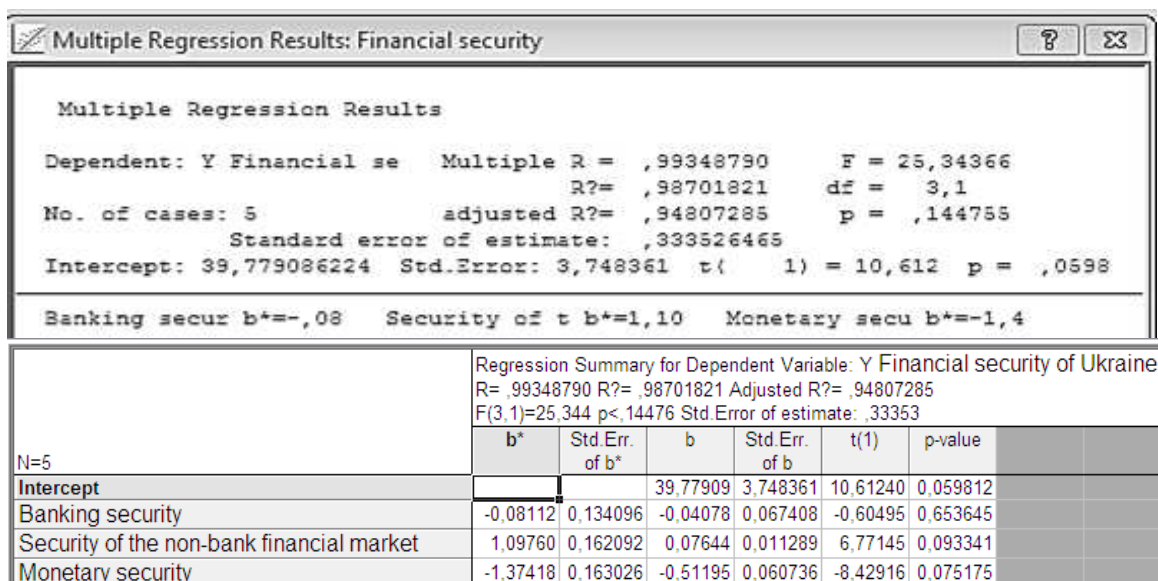 Multiple Regression Results: Financial security
Multiple Regression Results
Dependent: Y Financial se Multiple R = ,99348790 F = 25,34366
R?= ,98701821 df = 3,1
No. of cases: 5 adjusted R?= ,94807285 p = ,144755
Standard error of estimate: ,333526465
Intercept: 39,779086224 Std.Error: 3,748361 t( 1) = 10,612 p = ,0598
Banking secur b*=-,08 Security of t b*=1,10 Monetary secu b*=-1,4
Regression Summary for Dependent Variable: Y Financial security of Ukraine
R= ,99348790 R?= ,98701821 Adjusted R?= ,94807285
F(3,1)=25,344 p<,14476 Std.Error of estimate: ,33353
N=5 b* Std.Err. of b* b Std.Err. of b t(1) p-value
Intercept 39,77909 3,748361 10,61240 0,059812
Banking security -0,08112 0,134096 -0,04078 0,067408 -0,60495 0,653645
Security of the non-bank financial market 1,09760 0,162092 0,07644 0,011289 6,77145 0,093341
Monetary security -1,37418 0,163026 -0,51195 0,060736 -8,42916 0,075175